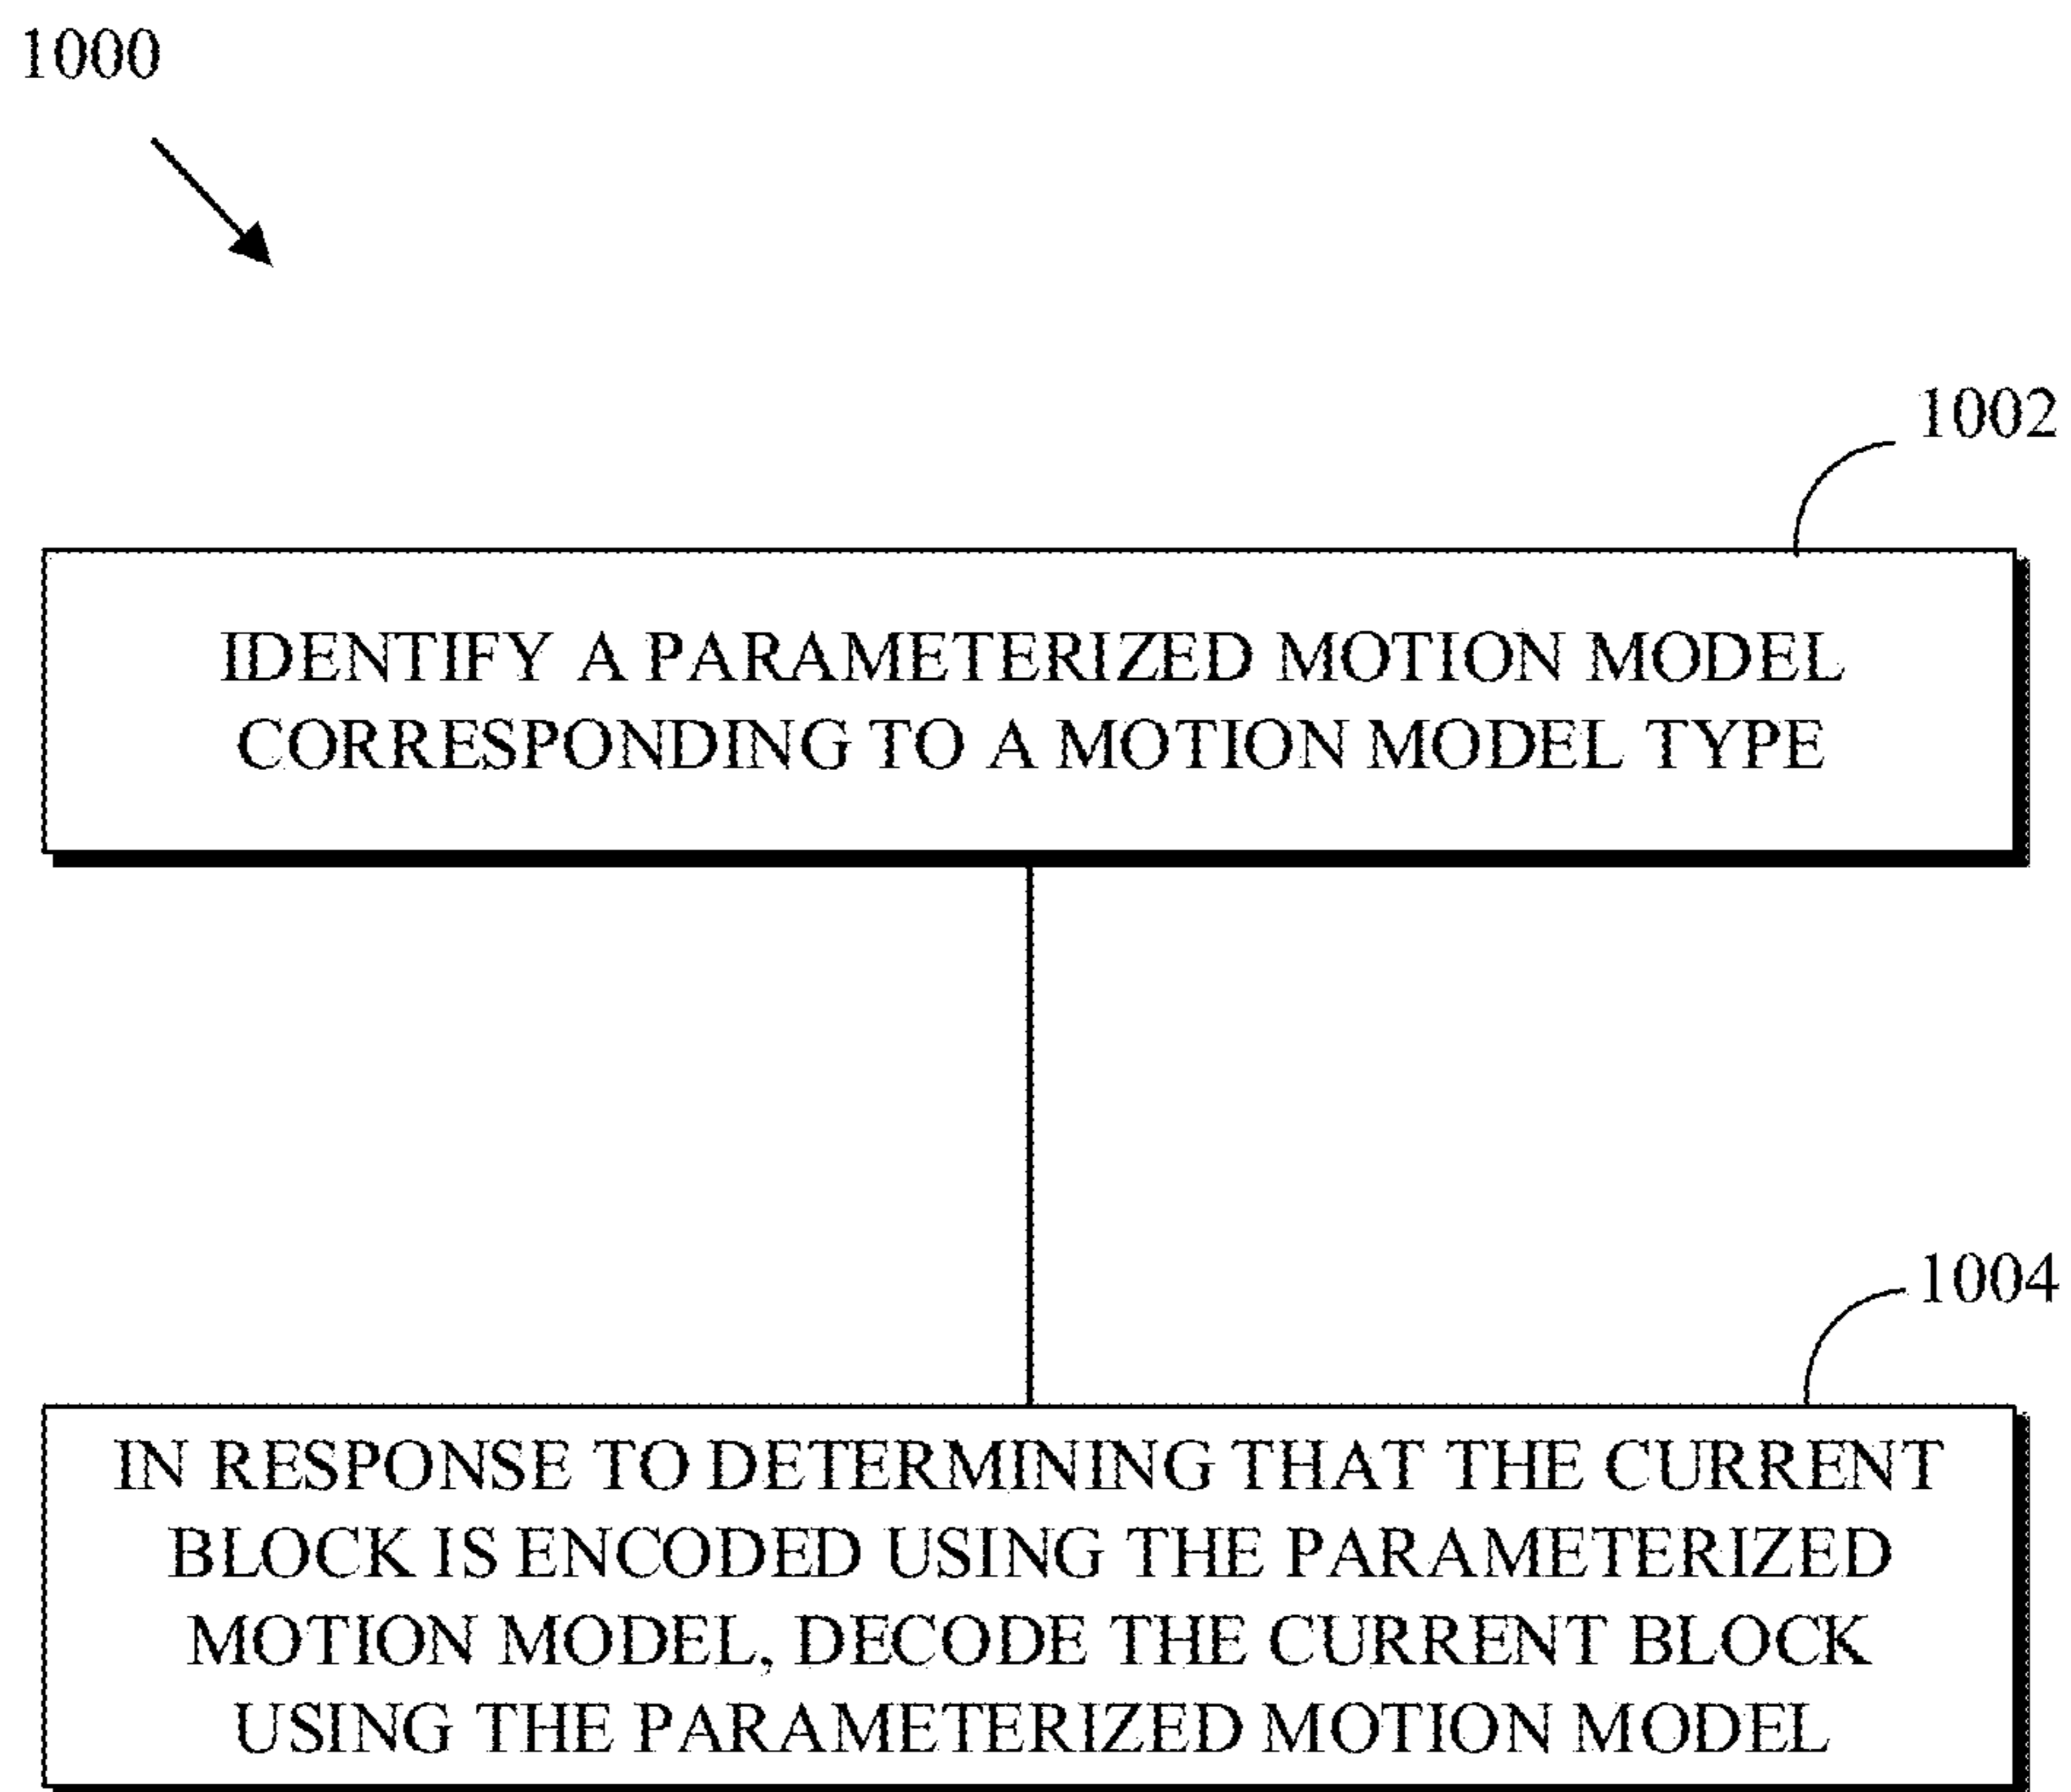 1000
1002
IDENTIFY A PARAMETERIZED MOTION MODEL
CORRESPONDING TO A MOTION MODEL TYPE
1004
IN RESPONSE TO DETERMINING THAT THE CURRENT
BLOCK IS ENCODED USING THE PARAMETERIZED
MOTION MODEL, DECODE THE CURRENT BLOCK
USING THE PARAMETERIZED MOTION MODEL